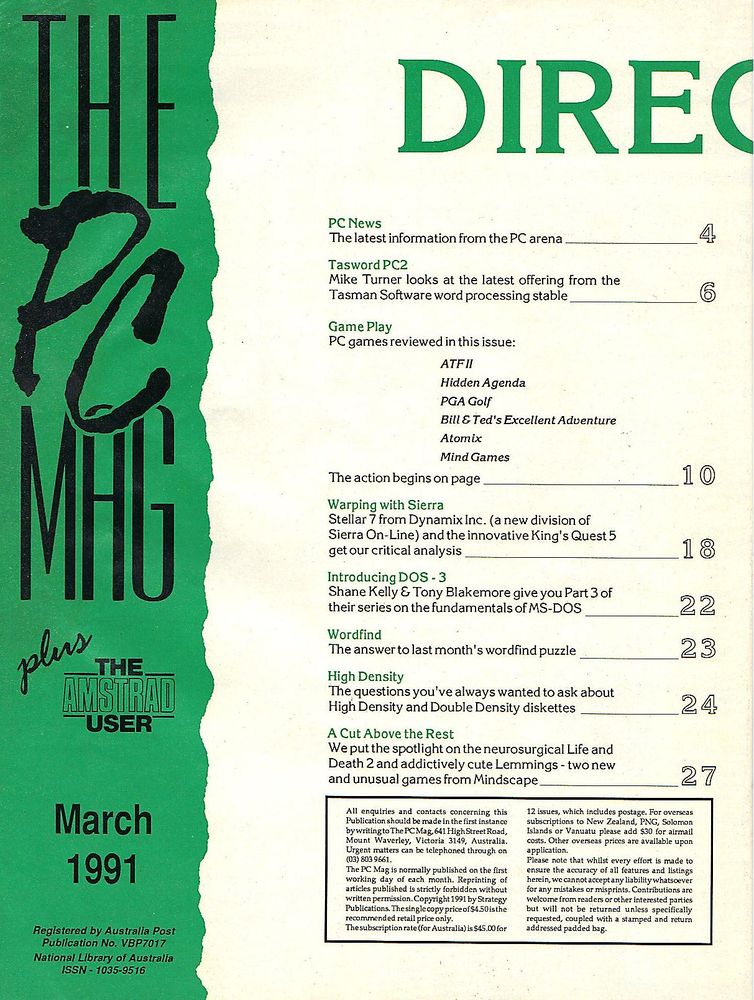 THE
PC
MAG
plus
THE
AMSTRAD
USER
March
1991
Registered by Australia Post
Publication No. VBP7017
National Library of Australia
ISSN - 1035-9516
DIREC
PC News
The latest information from the PC arena 4
Tasword PC2
Mike Turner looks at the latest offering from the
Tasman Software word processing stable 6
Game Play
PC games reviewed in this issue:
ATF II
Hidden Agenda
PGA Golf
Bill & Ted's Excellent Adventure
Atomix
Mind Games
The action begins on page 10
Warping with Sierra
Stellar 7 from Dynamix Inc. (a new division of
Sierra On-Line) and the innovative King's Quest 5
get our critical analysis 18
Introducing DOS - 3
Shane Kelly & Tony Blakemore give you Part 3 of
their series on the fundamentals of MS-DOS 22
Wordfind
The answer to last month's wordfind puzzle 23
High Density
The questions you've always wanted to ask about
High Density and Double Density diskettes 24
A Cut Above the Rest
We put the spotlight on the neurosurgical Life and
Death 2 and addictively cute Lemmings - two new
and unusual games from Mindscape 27
All enquiries and contacts concerning this
Publication should be made in the first instance
by writing to The PC Mag, 641 High Street Road,
Mount Waverley, Victoria 3149, Australia.
Urgent matters can be telephoned through on
(03) 803 9661.
The PC Mag is normally published on the first
working day of each month. Reprinting of
articles published is strictly forbidden without
written permission. Copyright 1991 by Strategy
Publications. The single copy price of $4.50 is the
recommended retail price only.
The subscription rate (for Australia) is $45.00 for
12 issues, which includes postage. For overseas
subscriptions to New Zealand, PNG, Solomon
Islands or Vanuatu please add $30 for airmail
costs. Other overseas prices are available upon
application.
Please note that whilst every effort is made to
ensure the accuracy of all features and listings
herein, we cannot accept any liability whatsoever
for any mistakes or misprints. Contributions are
welcome from readers or other interested parties
but will not be returned unless specifically
requested, coupled with a stamped and return
addressed padded bag.